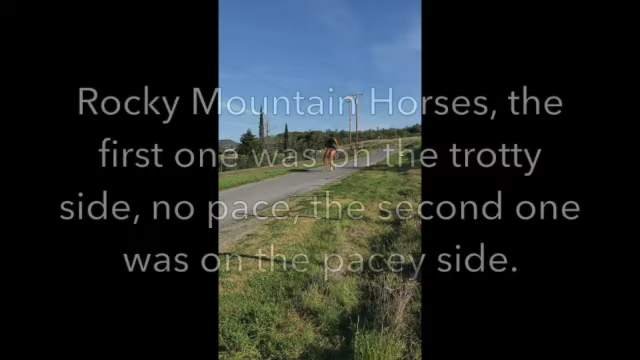 Rocky Mountain Horses, the
first one was on the trotty
side, no pace, the second one
was on the pacey side.